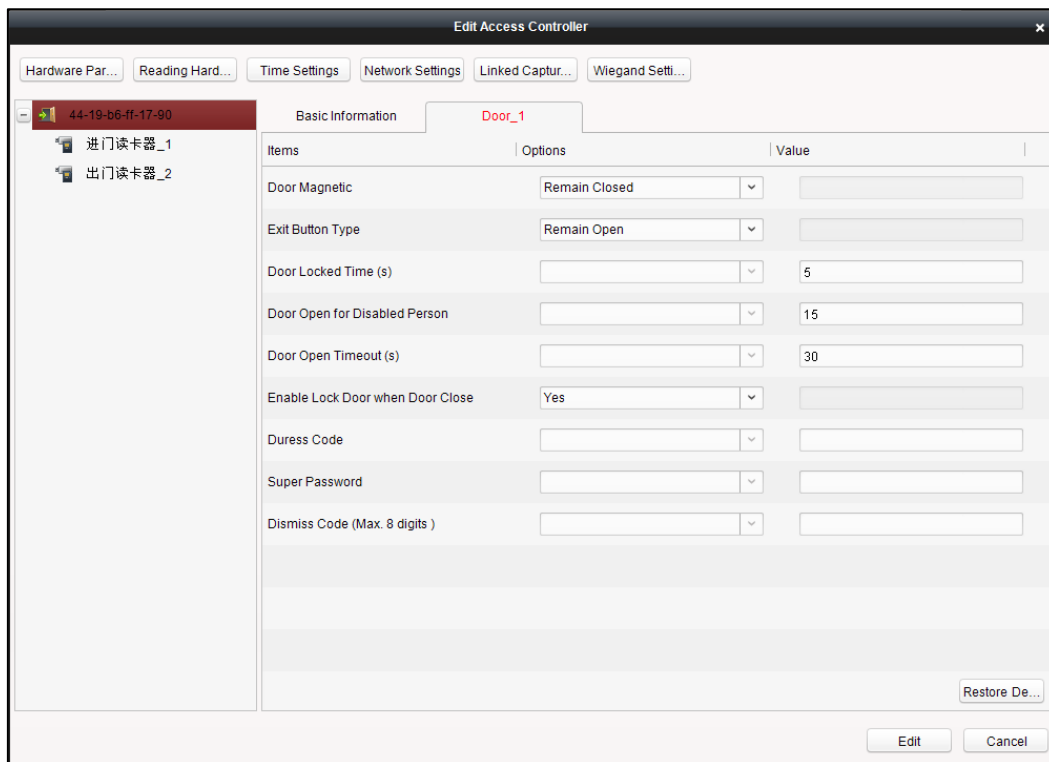 Edit Access Controller
Hardware Par... Reading Hard... Time Settings Network Settings Linked Captur... Wiegand Setti...
44-19-b6-ff-17-90
进门读卡器_1
出门读卡器_2
Basic Information Door_1
Items Options Value
Door Magnetic Remain Closed
Exit Button Type Remain Open
Door Locked Time (s) 5
Door Open for Disabled Person 15
Door Open Timeout (s) 30
Enable Lock Door when Door Close Yes
Duress Code
Super Password
Dismiss Code (Max. 8 digits )
Restore De...
Edit Cancel